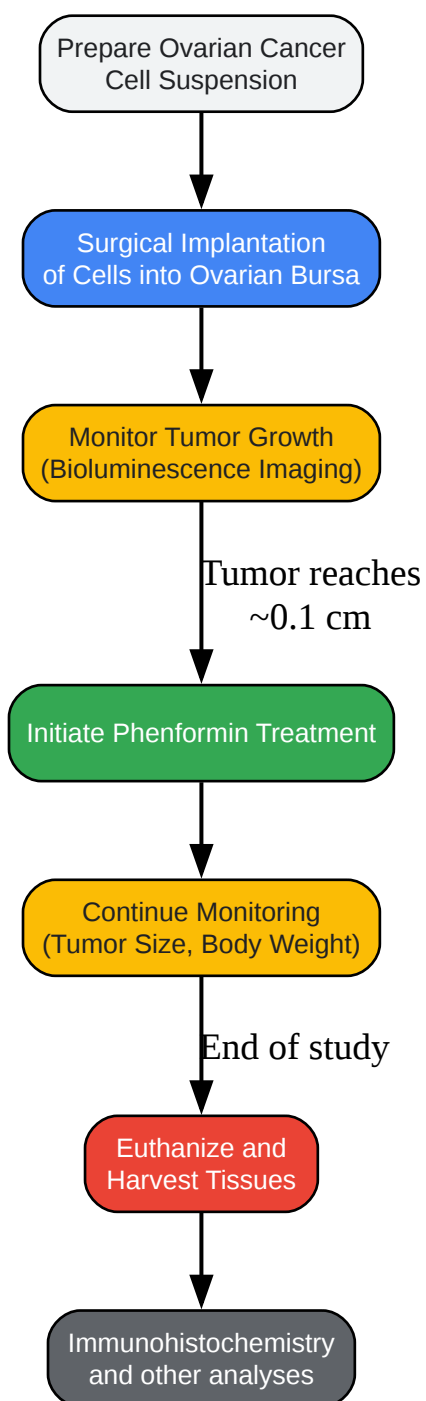 Prepare Ovarian Cancer
Cell Suspension
Surgical Implantation
of Cells into Ovarian Bursa
Monitor Tumor Growth
(Bioluminescence Imaging)
Tumor reaches
~0.1 cm
Initiate Phenformin Treatment
Continue Monitoring
(Tumor Size, Body Weight)
End of study
Euthanize and
Harvest Tissues
Immunohistochemistry
and other analyses